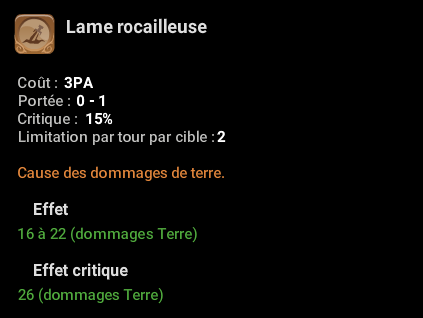 Lame rocailleuse
Coût : 3PA
Portée : 0 - 1
Critique : 15%
Limitation par tour par cible : 2
Cause des dommages de terre.
Effet
16 à 22 (dommages Terre)
Effet critique
26 (dommages Terre)